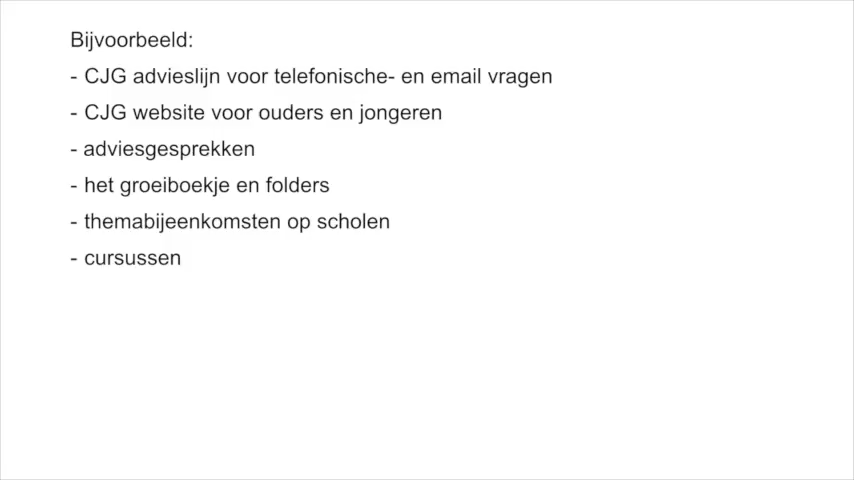 Bijvoorbeeld:
- CJG advieslijn voor telefonische- en email vragen
- CJG website voor ouders en jongeren
- adviesgesprekken
- het groeiboekje en folders
- themabijeenkomsten op scholen
- cursussen